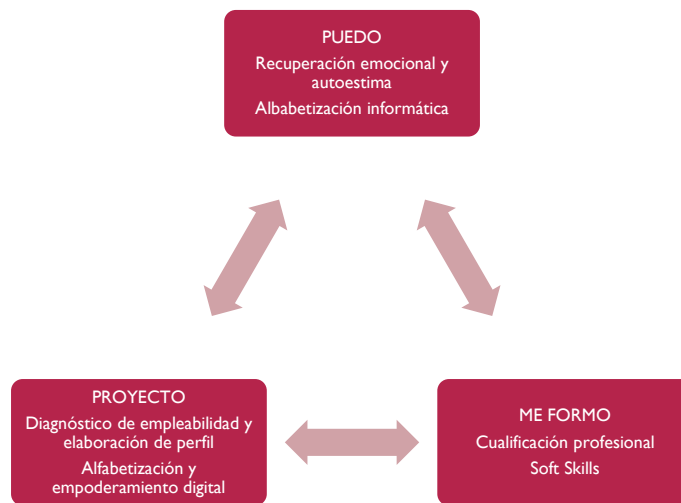 PUEDO
Recuperación emocional y
autoestima
Albabetización informática
PROYECTO
Diagnóstico de empleabilidad y
elaboración de perfil
Alfabetización y
empoderamiento digital
ME FORMO
Cualificación profesional
Soft Skills